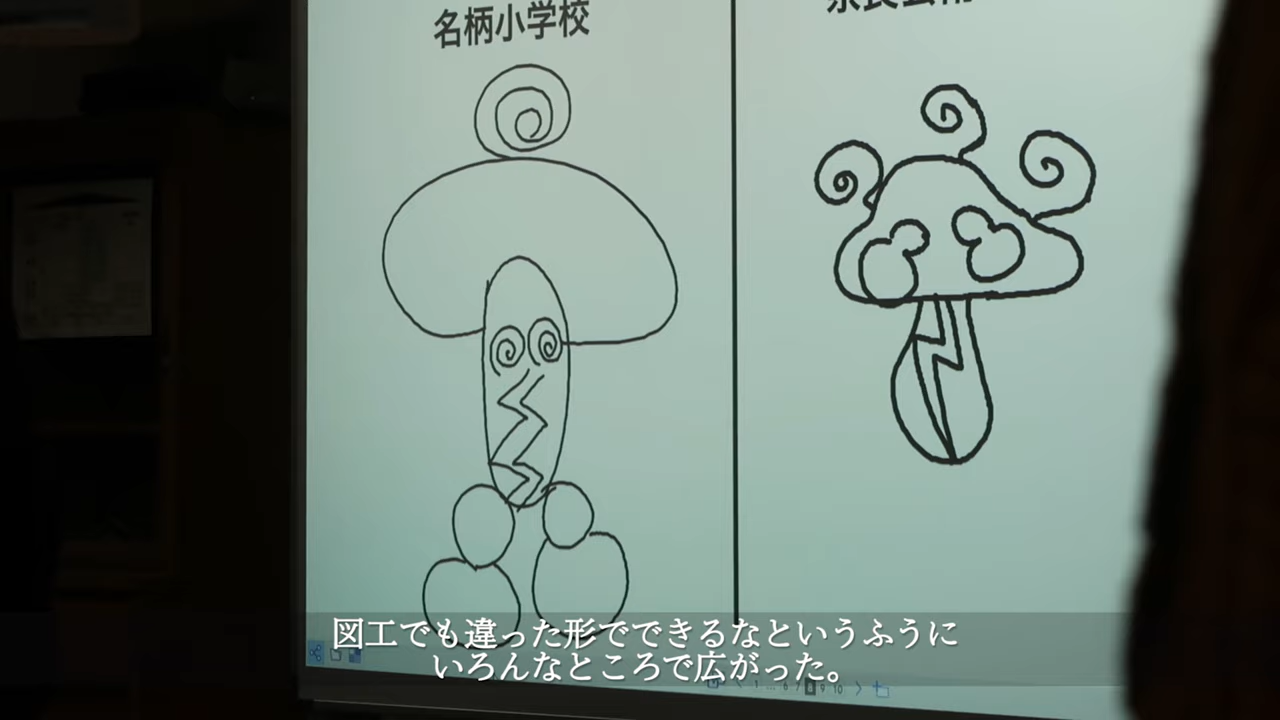 名柄小学校
図工でも違った形でできるなというふうに
いろんなところで広がった。